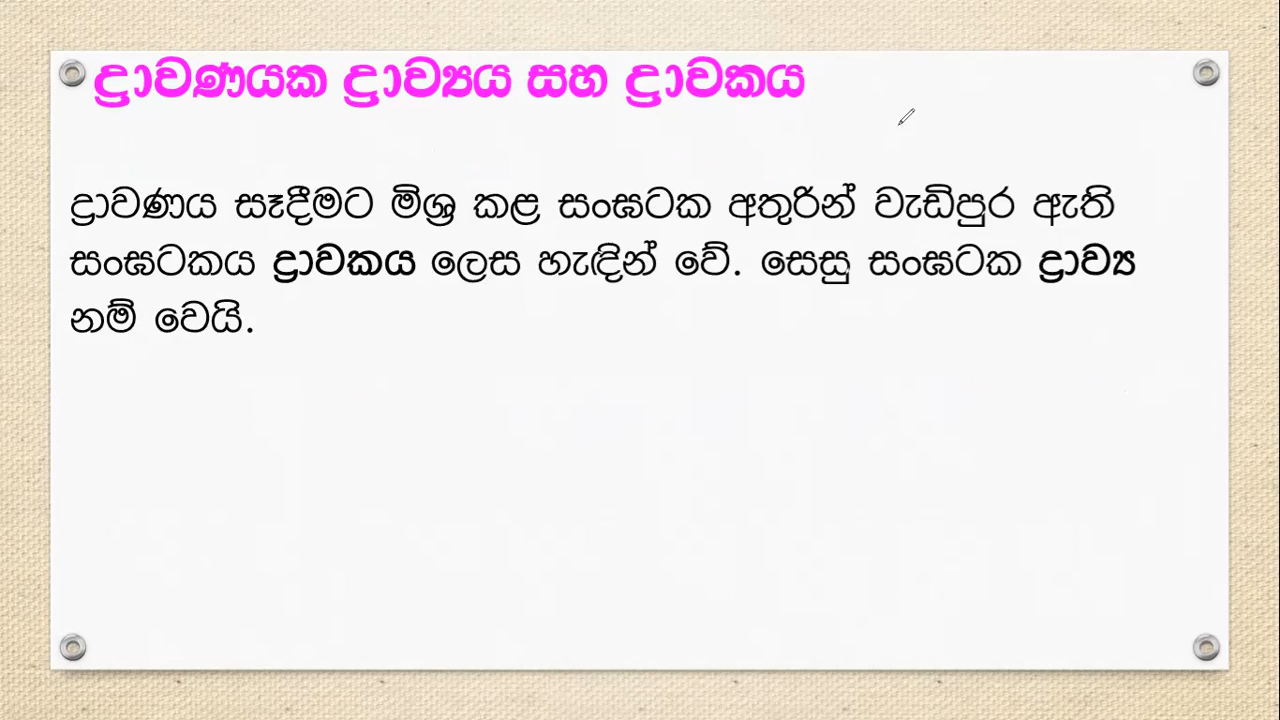 ද්‍රාවණයක ද්‍රාව්‍යය සහ ද්‍රාවකය
ද්‍රාවණය සෑදීමට මිශ්‍ර කළ සංඝටක අතුරින් වැඩිපුර ඇති
සංඝටකය ද්‍රාවකය ලෙස හැඳින් වේ. සෙසු සංඝටක ද්‍රාව්‍ය
නම් වෙයි.